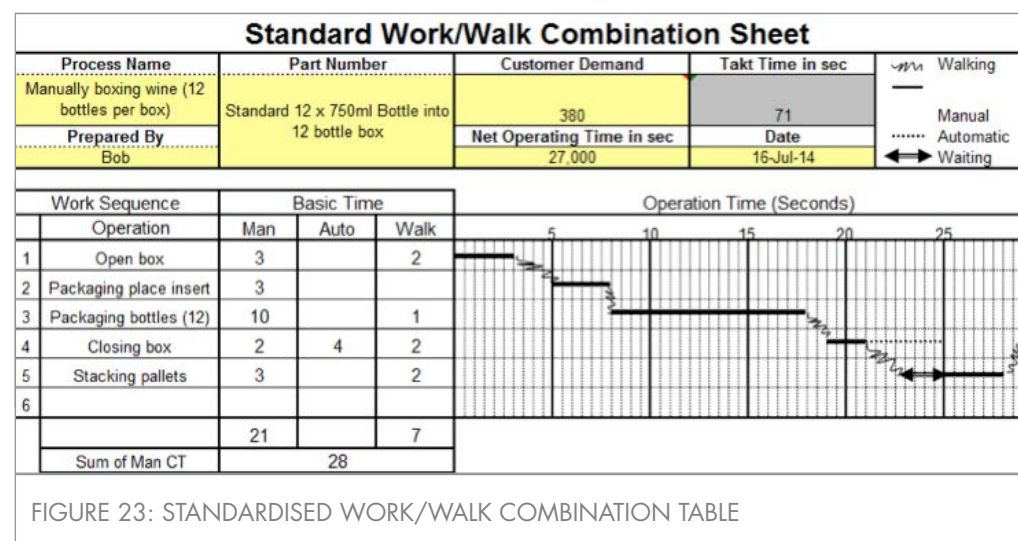 Standard Work/Walk Combination Sheet
Process Name Part Number Customer Demand Takt Time in sec Walking
Manually boxing wine (12
bottles per box)
Standard 12 x 750ml Bottle into
12 bottle box
380 71 Manual
Prepared By Net Operating Time in sec Date Automatic
Bob 27,000 16-Jul-14 Waiting
Work Sequence Basic Time Operation Time (Seconds)
Operation Man Auto Walk 5 10 15 20 25
1 Open box 3 2
2 Packaging place insert 3
3 Packaging bottles (12) 10 1
4 Closing box 2 4 2
5 Stacking pallets 3 2
6
21 7
Sum of Man CT 28
FIGURE 23: STANDARDISED WORK/WALK COMBINATION TABLE